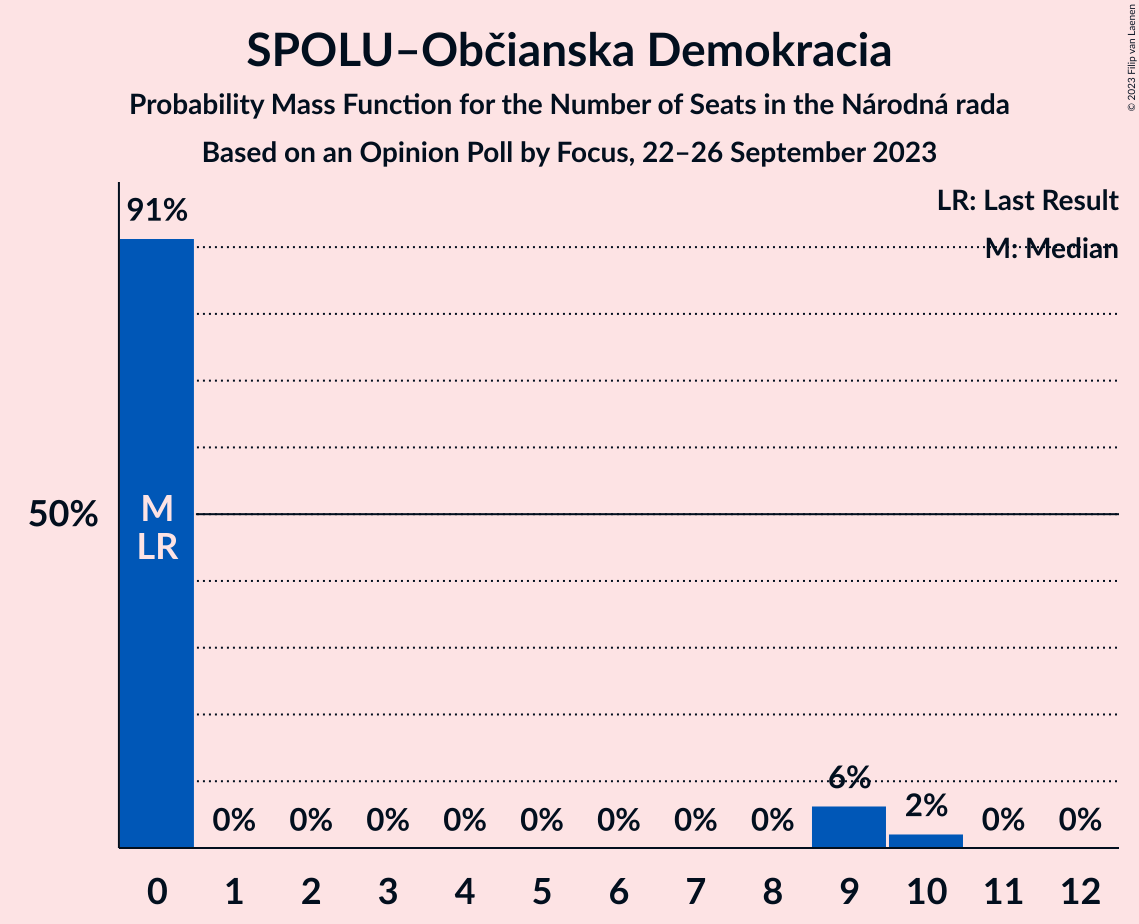 SPOLU–Občianska Demokracia
Probability Mass Function for the Number of Seats in the Národná rada
Based on an Opinion Poll by Focus, 22–26 September 2023
© 2023 Filip van Laenen
LR: Last Result
M: Median
91%
50%
M
LR
0% 0% 0% 0% 0% 0% 0% 0% 6% 2% 0% 0%
0 1 2 3 4 5 6 7 8 9 10 11 12